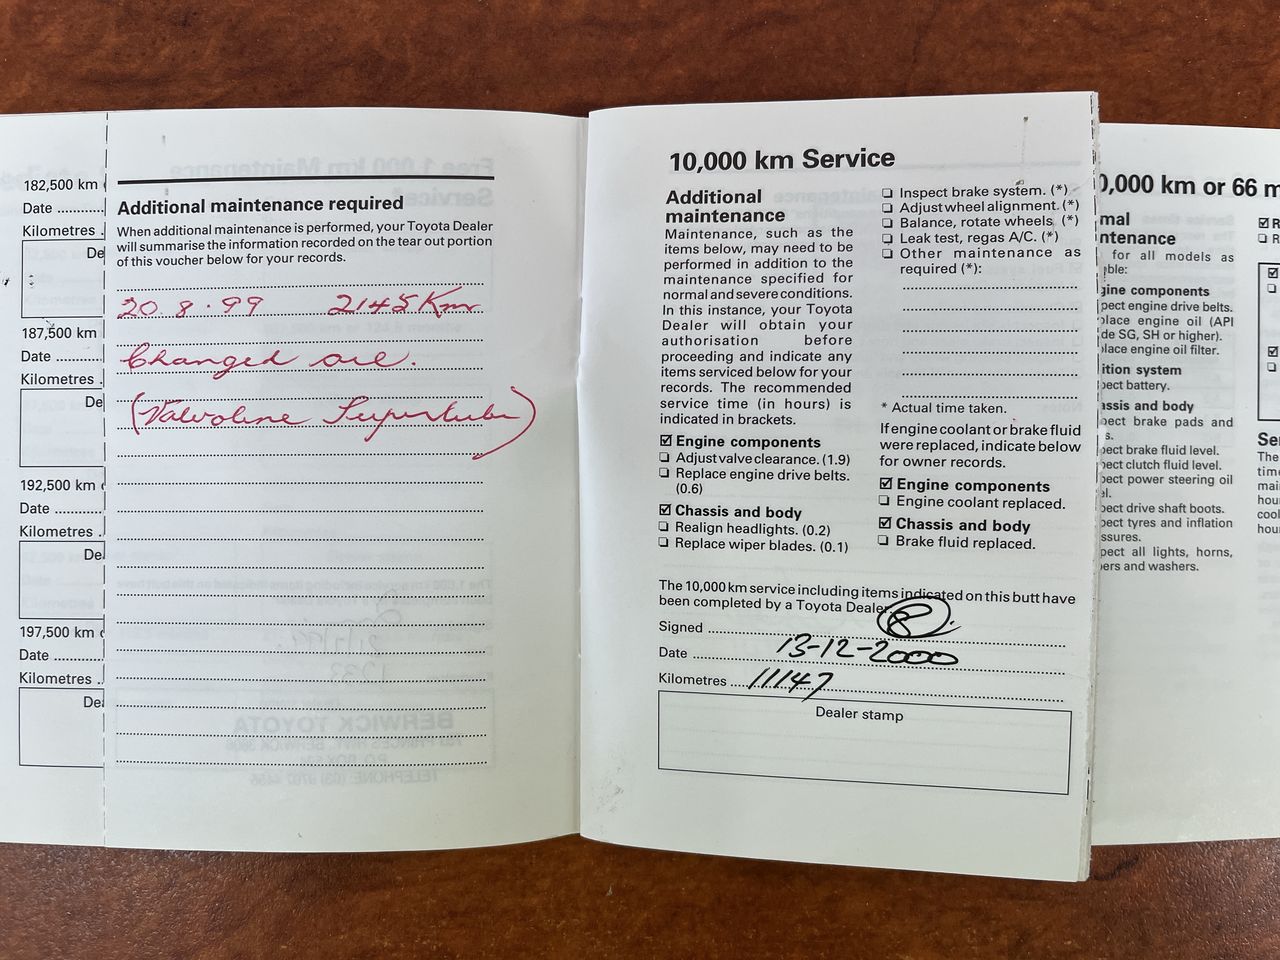 182,500 km
Date
Kilometres
De
187,500 km
Date
Kilometres
De
192,500 km
Date
Kilometres
De
197,500 km
Date
Kilometres
De
Additional maintenance required
When additional maintenance is performed, your Toyota Dealer
will summarise the information recorded on the tear out portion
of this voucher below for your records.
20.8.99 2145 Km
Changed oil.
(Valvoline Superlube)
10,000 km Service
Additional
maintenance
Maintenance, such as the
items below, may need to be
performed in addition to the
maintenance specified for
normal and severe conditions.
In this instance, your Toyota
Dealer will obtain your
authorisation before
proceeding and indicate any
items serviced below for your
records. The recommended
service time (in hours) is
indicated in brackets.
☑ Engine components
❏ Adjust valve clearance. (1.9)
❏ Replace engine drive belts.
(0.6)
☑ Chassis and body
❏ Realign headlights. (0.2)
❏ Replace wiper blades. (0.1)
❏ Inspect brake system. (*)
❏ Adjust wheel alignment. (*)
❏ Balance, rotate wheels (*)
❏ Leak test, regas A/C. (*)
❏ Other maintenance as
required (*):
* Actual time taken.
If engine coolant or brake fluid
were replaced, indicate below
for owner records.
☑ Engine components
❏ Engine coolant replaced.
☑ Chassis and body
❏ Brake fluid replaced.
The 10,000 km service including items indicated on this butt have
been completed by a Toyota Dealer.
Signed
Date 13-12-2000
Kilometres 11147
Dealer stamp
0,000 km or 66 m
mal
ntenance
for all models as
ble:
gine components
pect engine drive belts.
place engine oil (API
de SG, SH or higher).
place engine oil filter.
ition system
pect battery.
assis and body
pect brake pads and
s.
pect brake fluid level.
pect clutch fluid level.
pect power steering oil
el.
pect drive shaft boots.
pect tyres and inflation
ssures.
pect all lights, horns,
ers and washers.
☑ R
❏ R
Ser
The
time
mai
hou
cool
hou